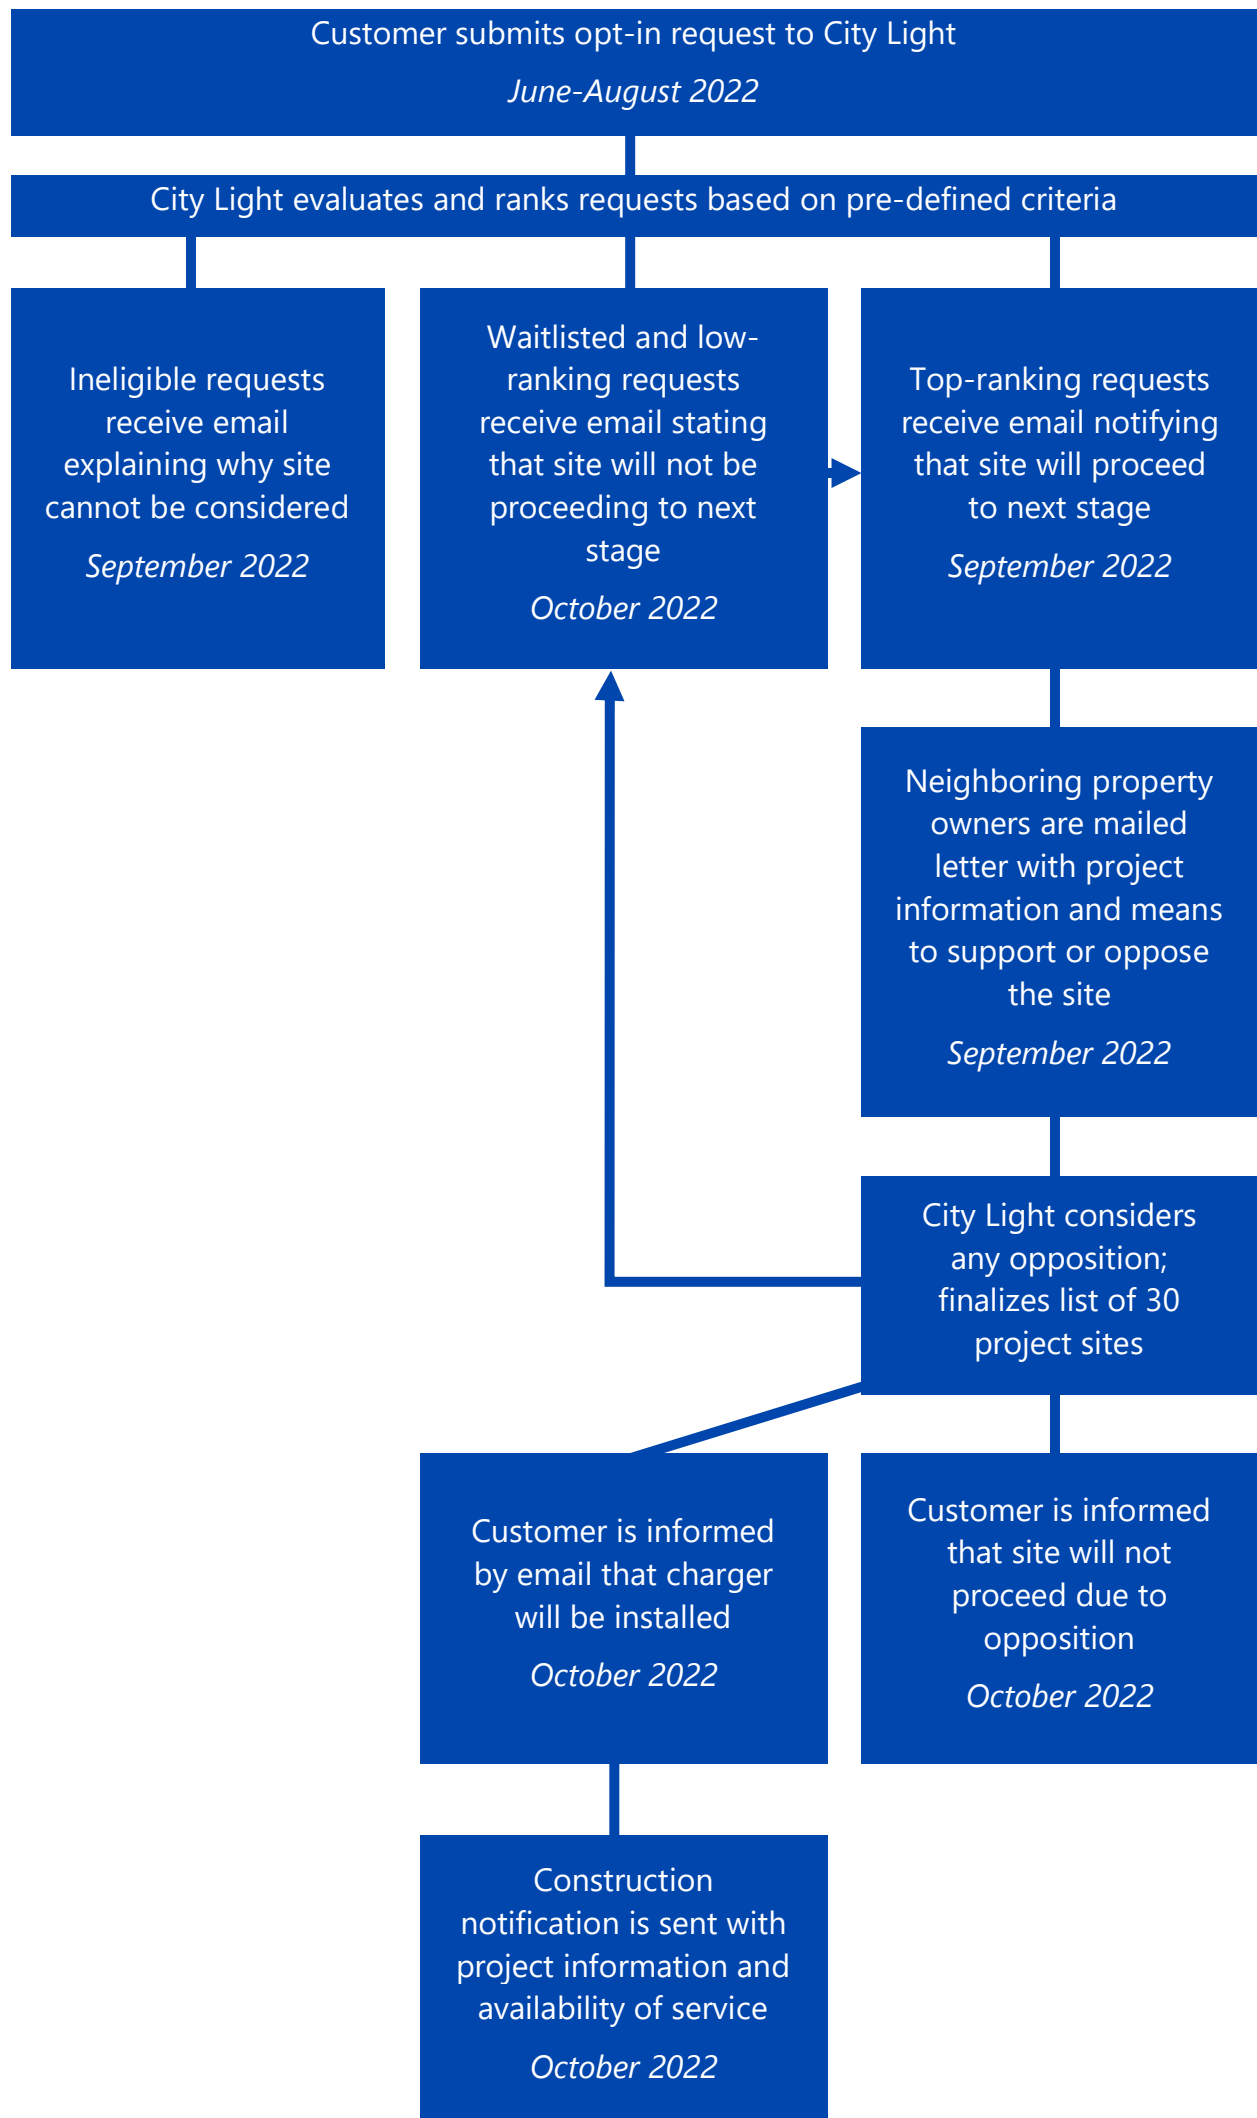 Customer submits opt-in request to City Light
June-August 2022
City Light evaluates and ranks requests based on pre-defined criteria
Ineligible requests
receive email
explaining why site
cannot be considered
September 2022
Waitlisted and low-
ranking requests
receive email stating
that site will not be
proceeding to next
stage
October 2022
Top-ranking requests
receive email notifying
that site will proceed
to next stage
September 2022
Neighboring property
owners are mailed
letter with project
information and means
to support or oppose
the site
September 2022
City Light considers
any opposition;
finalizes list of 30
project sites
Customer is informed
by email that charger
will be installed
October 2022
Customer is informed
that site will not
proceed due to
opposition
October 2022
Construction
notification is sent with
project information and
availability of service
October 2022